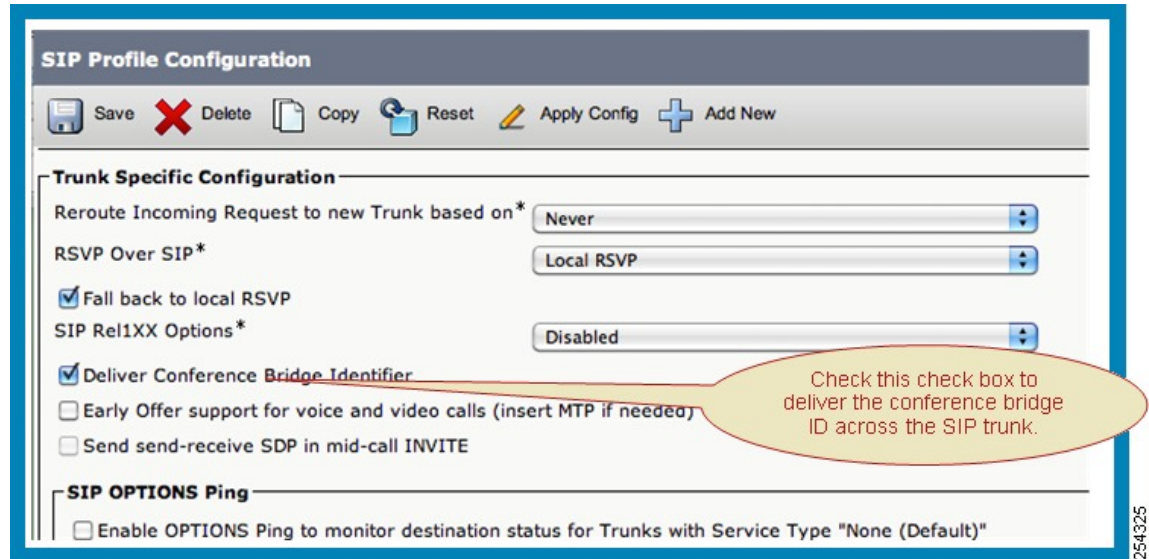 SIP Profile Configuration
Save Delete Copy Reset Apply Config Add New
Trunk Specific Configuration
Reroute Incoming Request to new Trunk based on* Never
RSVP Over SIP* Local RSVP
Fall back to local RSVP
SIP Rel1XX Options* Disabled
Deliver Conference Bridge Identifier
Check this check box to
deliver the conference bridge
ID across the SIP trunk.
Early Offer support for voice and video calls (insert MTP if needed)
Send send-receive SDP in mid-call INVITE
SIP OPTIONS Ping
Enable OPTIONS Ping to monitor destination status for Trunks with Service Type "None (Default)"
254325